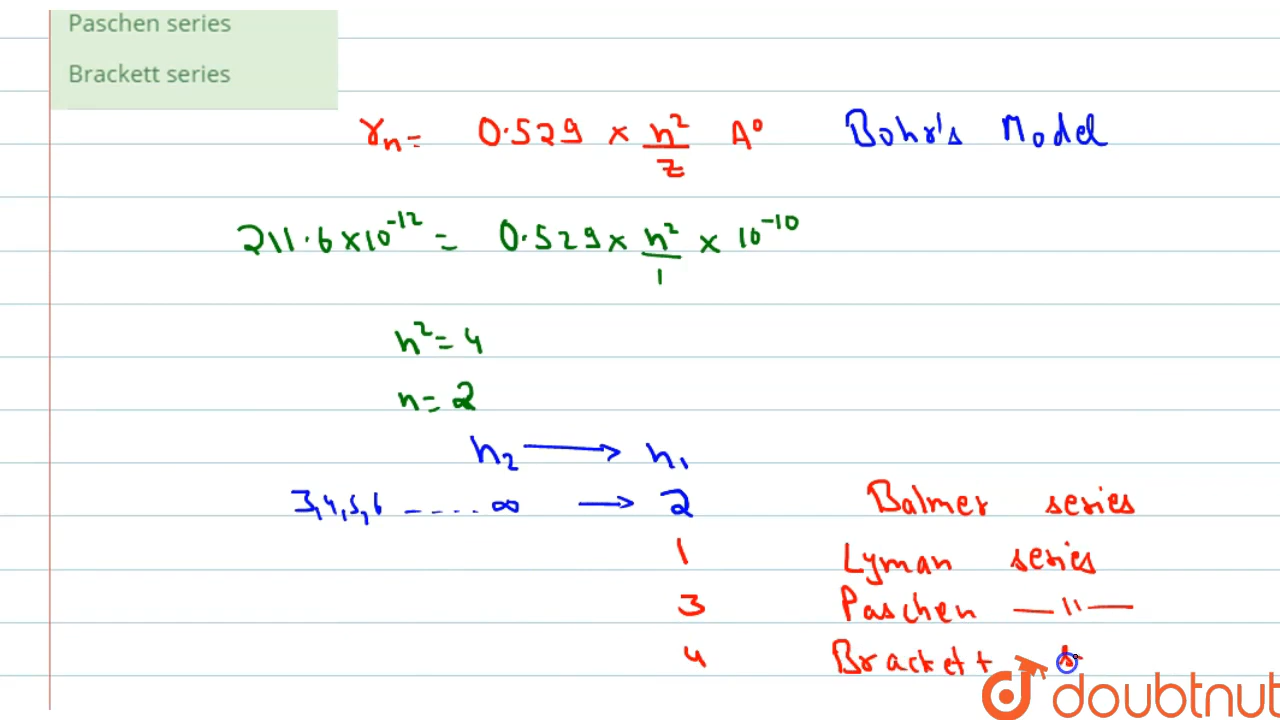 Paschen series
Brackett series
rₙ = 0.529 × n²/z A° Bohr's Model
211.6 × 10⁻¹² = 0.529 × n²/1 × 10⁻¹⁰
n² = 4
n = 2
n₂ → n₁
3,4,5,6 ----- ∞ → 2 Balmer series
1 Lyman series
3 Paschen —11—
4 Brackett s
doubtnut